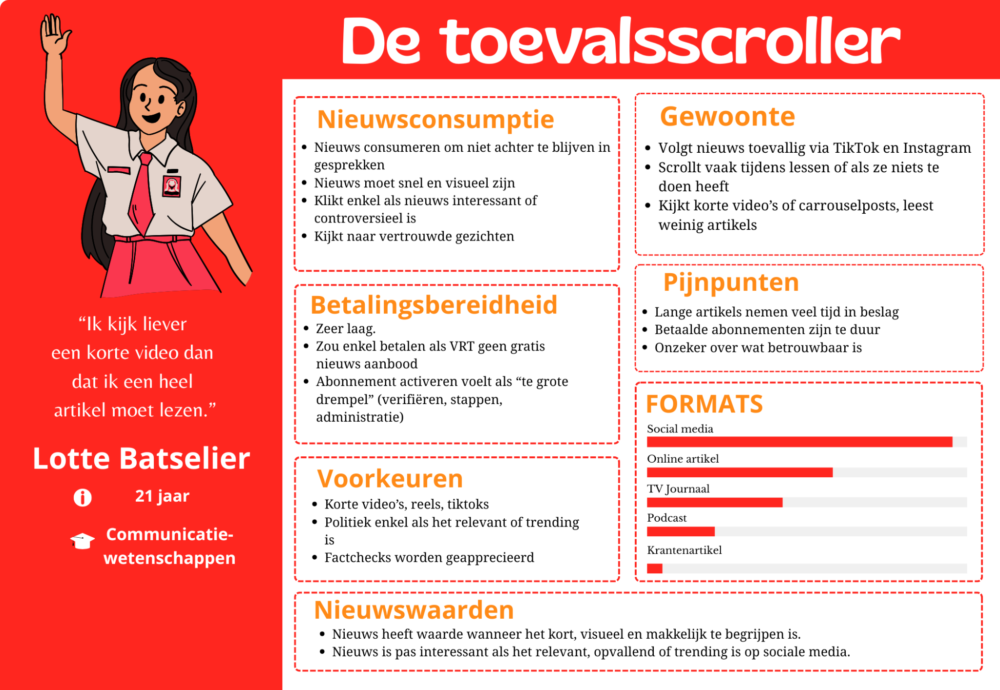 De toevalsscroller
“Ik kijk liever
een korte video dan
dat ik een heel
artikel moet lezen.”
Lotte Batselier
21 jaar
Communicatie-
wetenschappen
Nieuwsconsumptie
• Nieuws consumeren om niet achter te blijven in
gesprekken
• Nieuws moet snel en visueel zijn
• Klikt enkel als nieuws interessant of
controversieel is
• Kijkt naar vertrouwde gezichten
Betalingsbereidheid
• Zeer laag.
• Zou enkel betalen als VRT geen gratis
nieuws aanbood
• Abonnement activeren voelt als “te grote
drempel” (verifiëren, stappen,
administratie)
Voorkeuren
• Korte video’s, reels, tiktoks
• Politiek enkel als het relevant of trending
is
• Factchecks worden geapprecieerd
Gewoonte
• Volgt nieuws toevallig via TikTok en Instagram
• Scrollt vaak tijdens lessen of als ze niets te
doen heeft
• Kijkt korte video’s of carrouselposts, leest
weinig artikels
Pijnpunten
• Lange artikels nemen veel tijd in beslag
• Betaalde abonnementen zijn te duur
• Onzeker over wat betrouwbaar is
FORMATS
Social media
Online artikel
TV Journaal
Podcast
Krantenartikel
Nieuwswaarden
• Nieuws heeft waarde wanneer het kort, visueel en makkelijk te begrijpen is.
• Nieuws is pas interessant als het relevant, opvallend of trending is op sociale media.